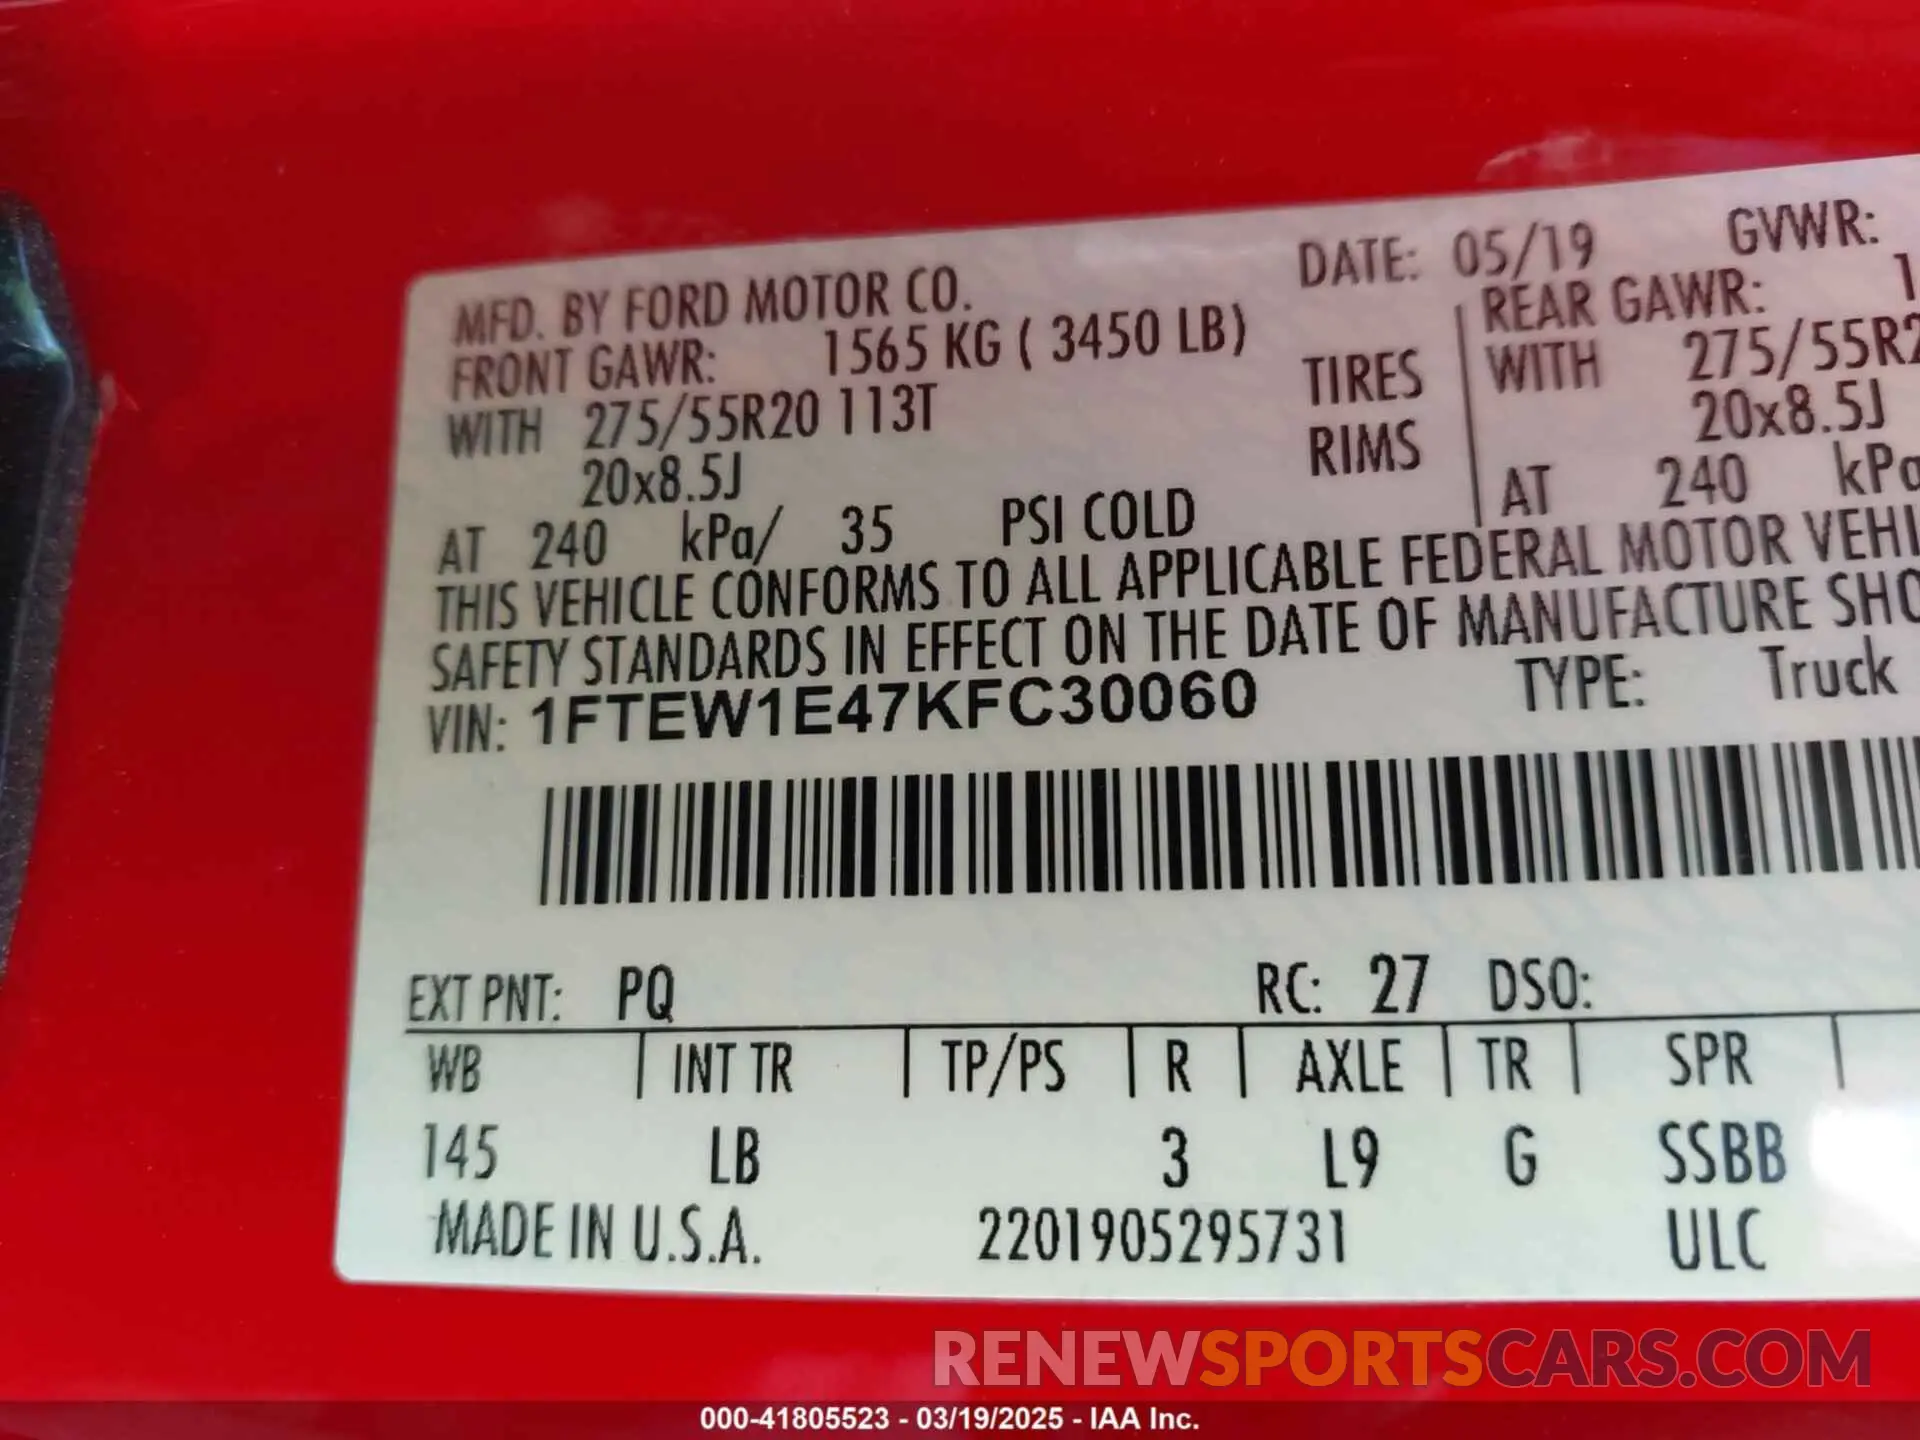 MFD. BY FORD MOTOR CO. DATE: 05/19 GVWR:
FRONT GAWR: 1565 KG ( 3450 LB) REAR GAWR:
WITH 275/55R20 113T TIRES WITH
20x8.5J RIMS 20x8.5J
AT 240 kPa/ 35 PSI COLD AT 240
THIS VEHICLE CONFORMS TO ALL APPLICABLE FEDERAL MOTOR
SAFETY STANDARDS IN EFFECT ON THE DATE OF MANUFACTURE
VIN: 1FTEW1E47KFC30060 TYPE: Truck
EXT PNT: PQ RC: 27 DSO:
WB INT TR TP/PS R AXLE TR SPR
145 LB 3 L9 G SSBB
MADE IN U.S.A. 2201905295731 ULC
RENEWSPORTSCARS.COM
000-41805523 - 03/19/2025 - IAA Inc.